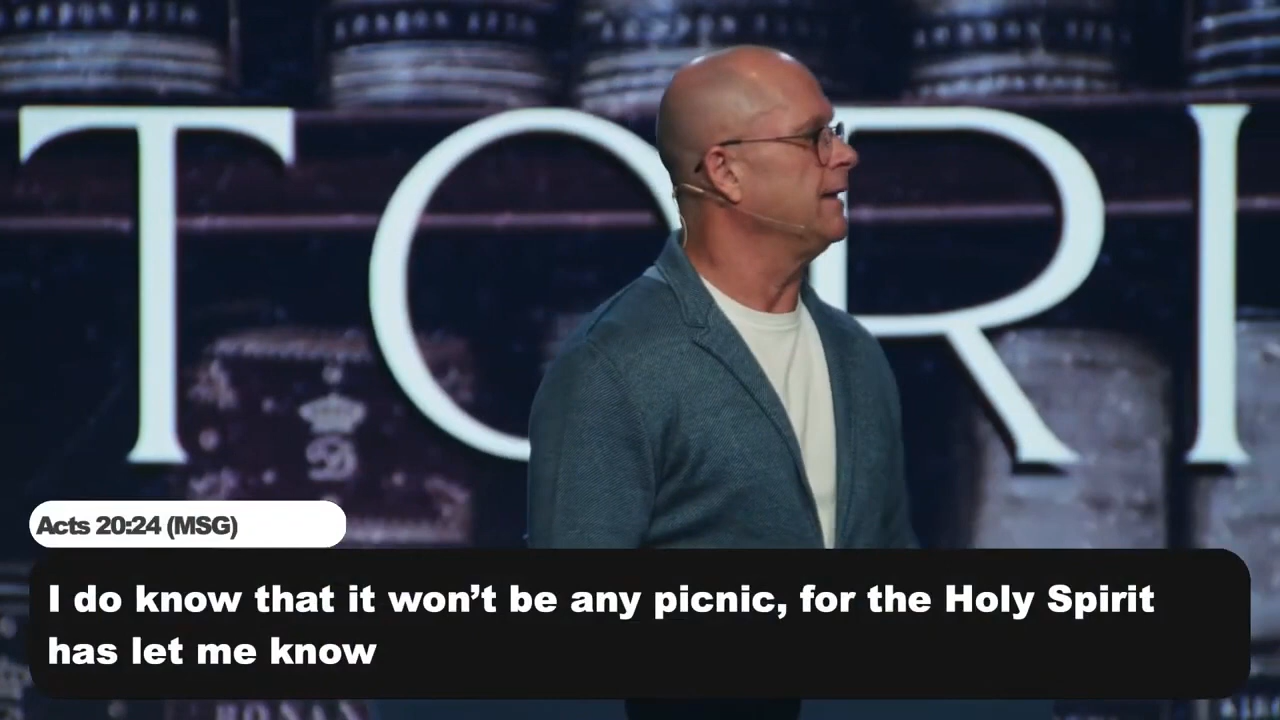 TORI
Acts 20:24 (MSG)
I do know that it won’t be any picnic, for the Holy Spirit
has let me know